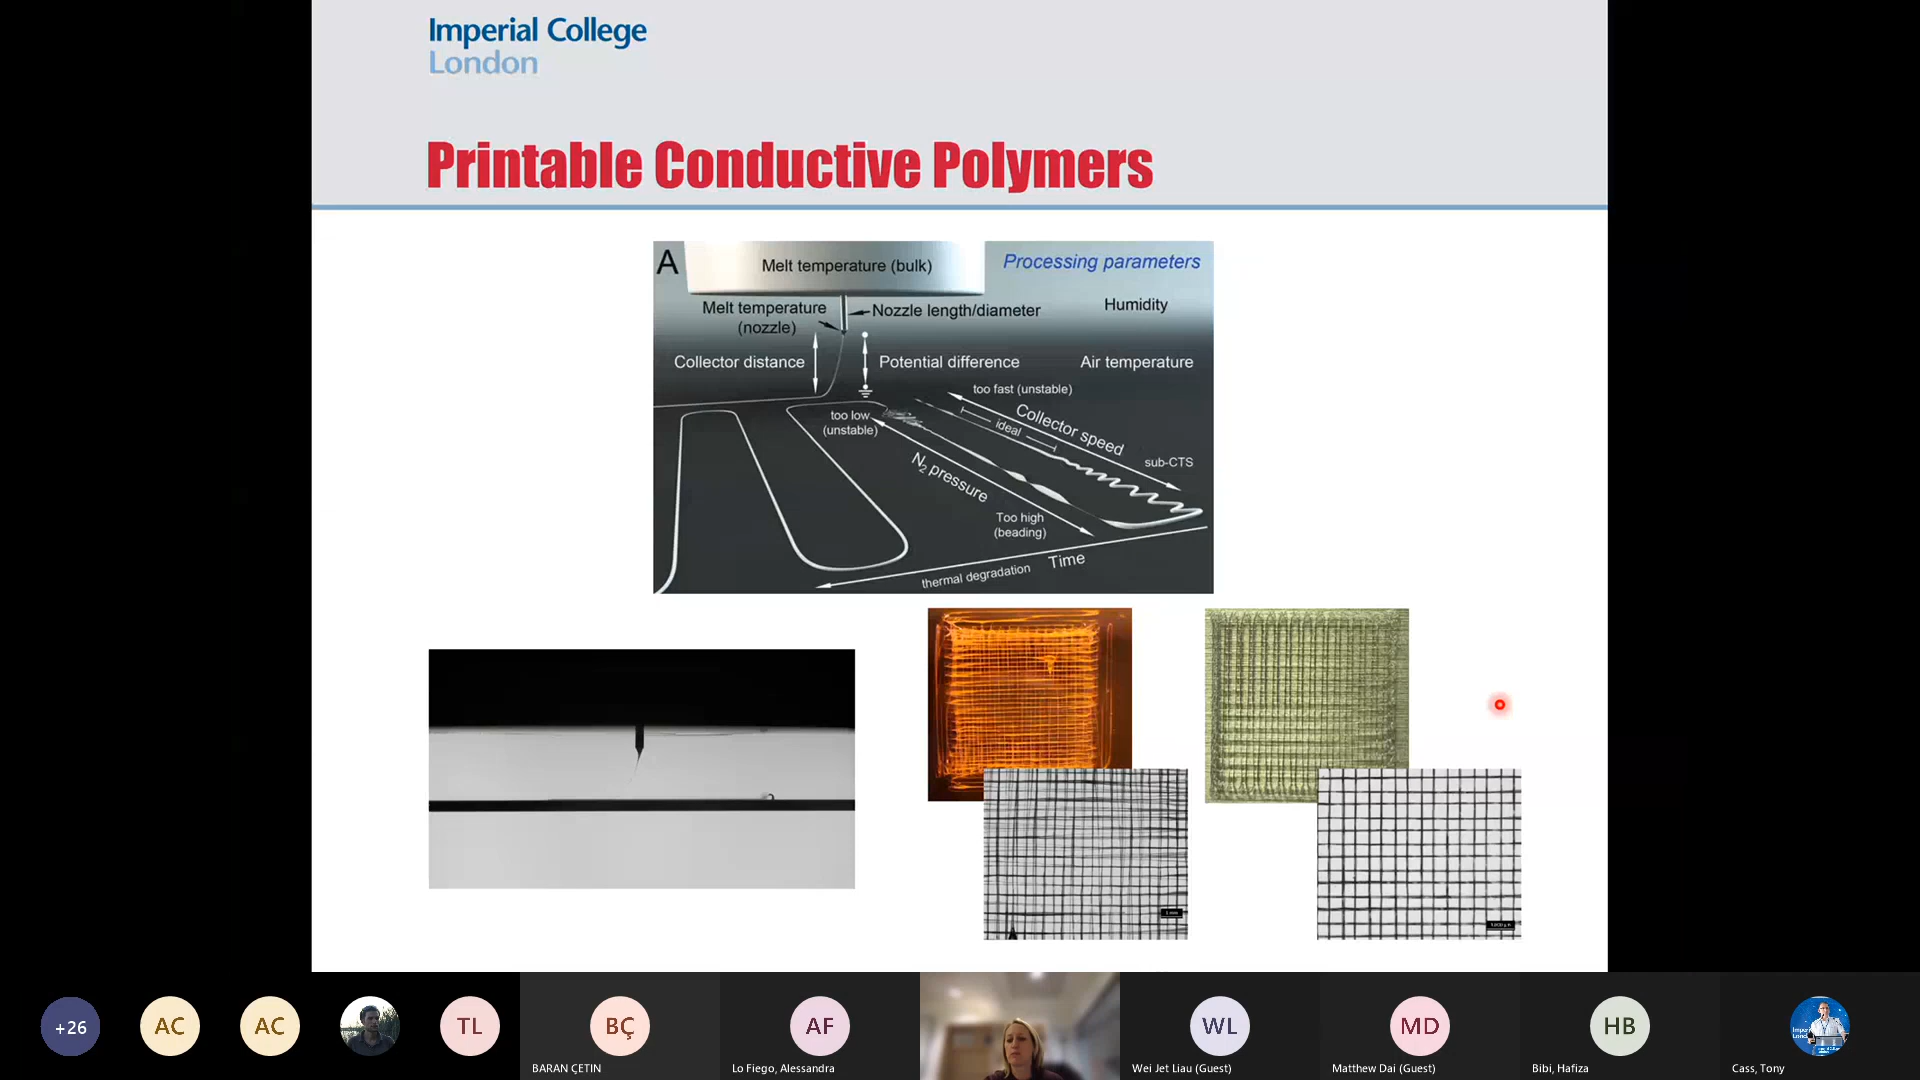 Imperial College
London
Printable Conductive Polymers
A
Melt temperature (bulk)
Processing parameters
Melt temperature
(nozzle)
Nozzle length/diameter
Humidity
Collector distance
Potential difference
Air temperature
too fast (unstable)
too low
(unstable)
Collector speed
ideal
sub-CTS
N2 pressure
Too high
(beading)
Time
thermal degradation
1 mm
+26
AC
AC
TL
BÇ
AF
WL
MD
HB
BARAN ÇETIN
Lo Fiego, Alessandra
Wei Jet Liau (Guest)
Matthew Dai (Guest)
Bibi, Hafiza
Cass, Tony